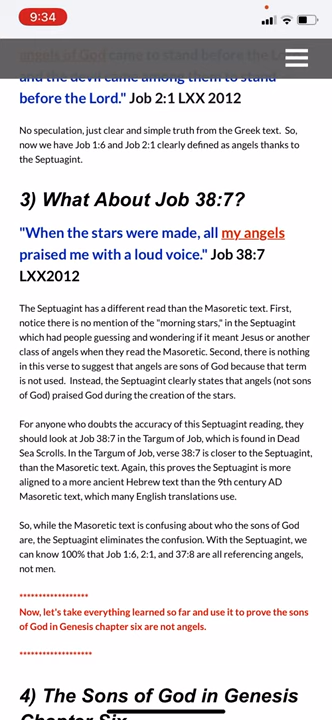 9:34
angels of God came to stand before the Lo
and the devil came among them to stand
before the Lord." Job 2:1 LXX 2012
No speculation, just clear and simple truth from the Greek text. So,
now we have Job 1:6 and Job 2:1 clearly defined as angels thanks to
the Septuagint.
3) What About Job 38:7?
"When the stars were made, all my angels
praised me with a loud voice." Job 38:7
LXX2012
The Septuagint has a different read than the Masoretic text. First,
notice there is no mention of the "morning stars," in the Septuagint
which had people guessing and wondering if it meant Jesus or another
class of angels when they read the Masoretic. Second, there is nothing
in this verse to suggest that angels are sons of God because that term
is not used. Instead, the Septuagint clearly states that angels (not sons
of God) praised God during the creation of the stars.
For anyone who doubts the accuracy of this Septuagint reading, they
should look at Job 38:7 in the Targum of Job, which is found in Dead
Sea Scrolls. In the Targum of Job, verse 38:7 is closer to the Septuagint,
than the Masoretic text. Again, this proves the Septuagint is more
aligned to a more ancient Hebrew text than the 9th century AD
Masoretic text, which many English translations use.
So, while the Masoretic text is confusing about who the sons of God
are, the Septuagint eliminates the confusion. With the Septuagint, we
can know 100% that Job 1:6, 2:1, and 37:8 are all referencing angels,
not men.
******************
Now, let's take everything learned so far and use it to prove the sons
of God in Genesis chapter six are not angels.
*******************
4) The Sons of God in Genesis
Chapter Six